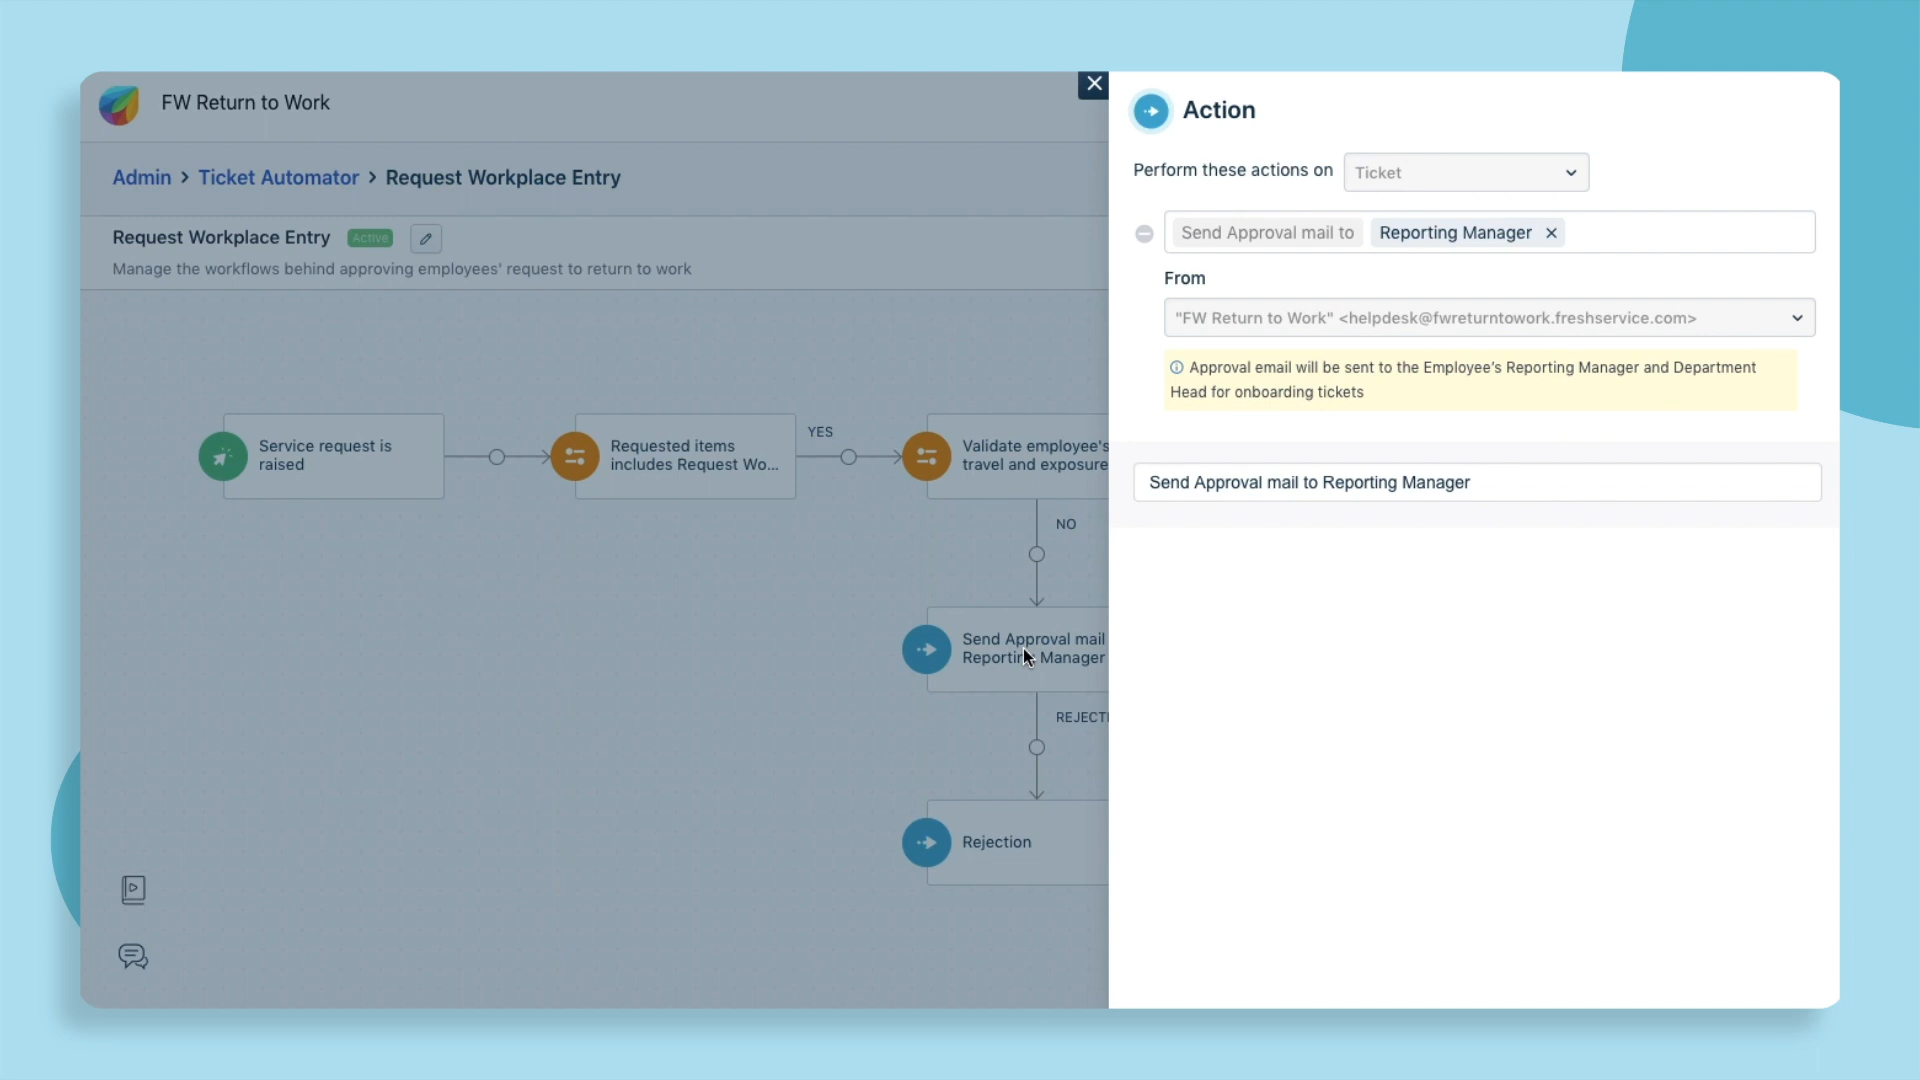 FW Return to Work
Admin > Ticket Automator > Request Workplace Entry
Request Workplace Entry Active
Manage the workflows behind approving employees' request to return to work
Service request is
raised
Requested items
includes Request Wo...
YES
Validate employee's
travel and exposure
NO
Send Approval mail
Reporting Manager
REJECT
Rejection
Action
Perform these actions on Ticket
Send Approval mail to Reporting Manager
From
"FW Return to Work" <helpdesk@fwreturntowork.freshservice.com>
Approval email will be sent to the Employee's Reporting Manager and Department
Head for onboarding tickets
Send Approval mail to Reporting Manager